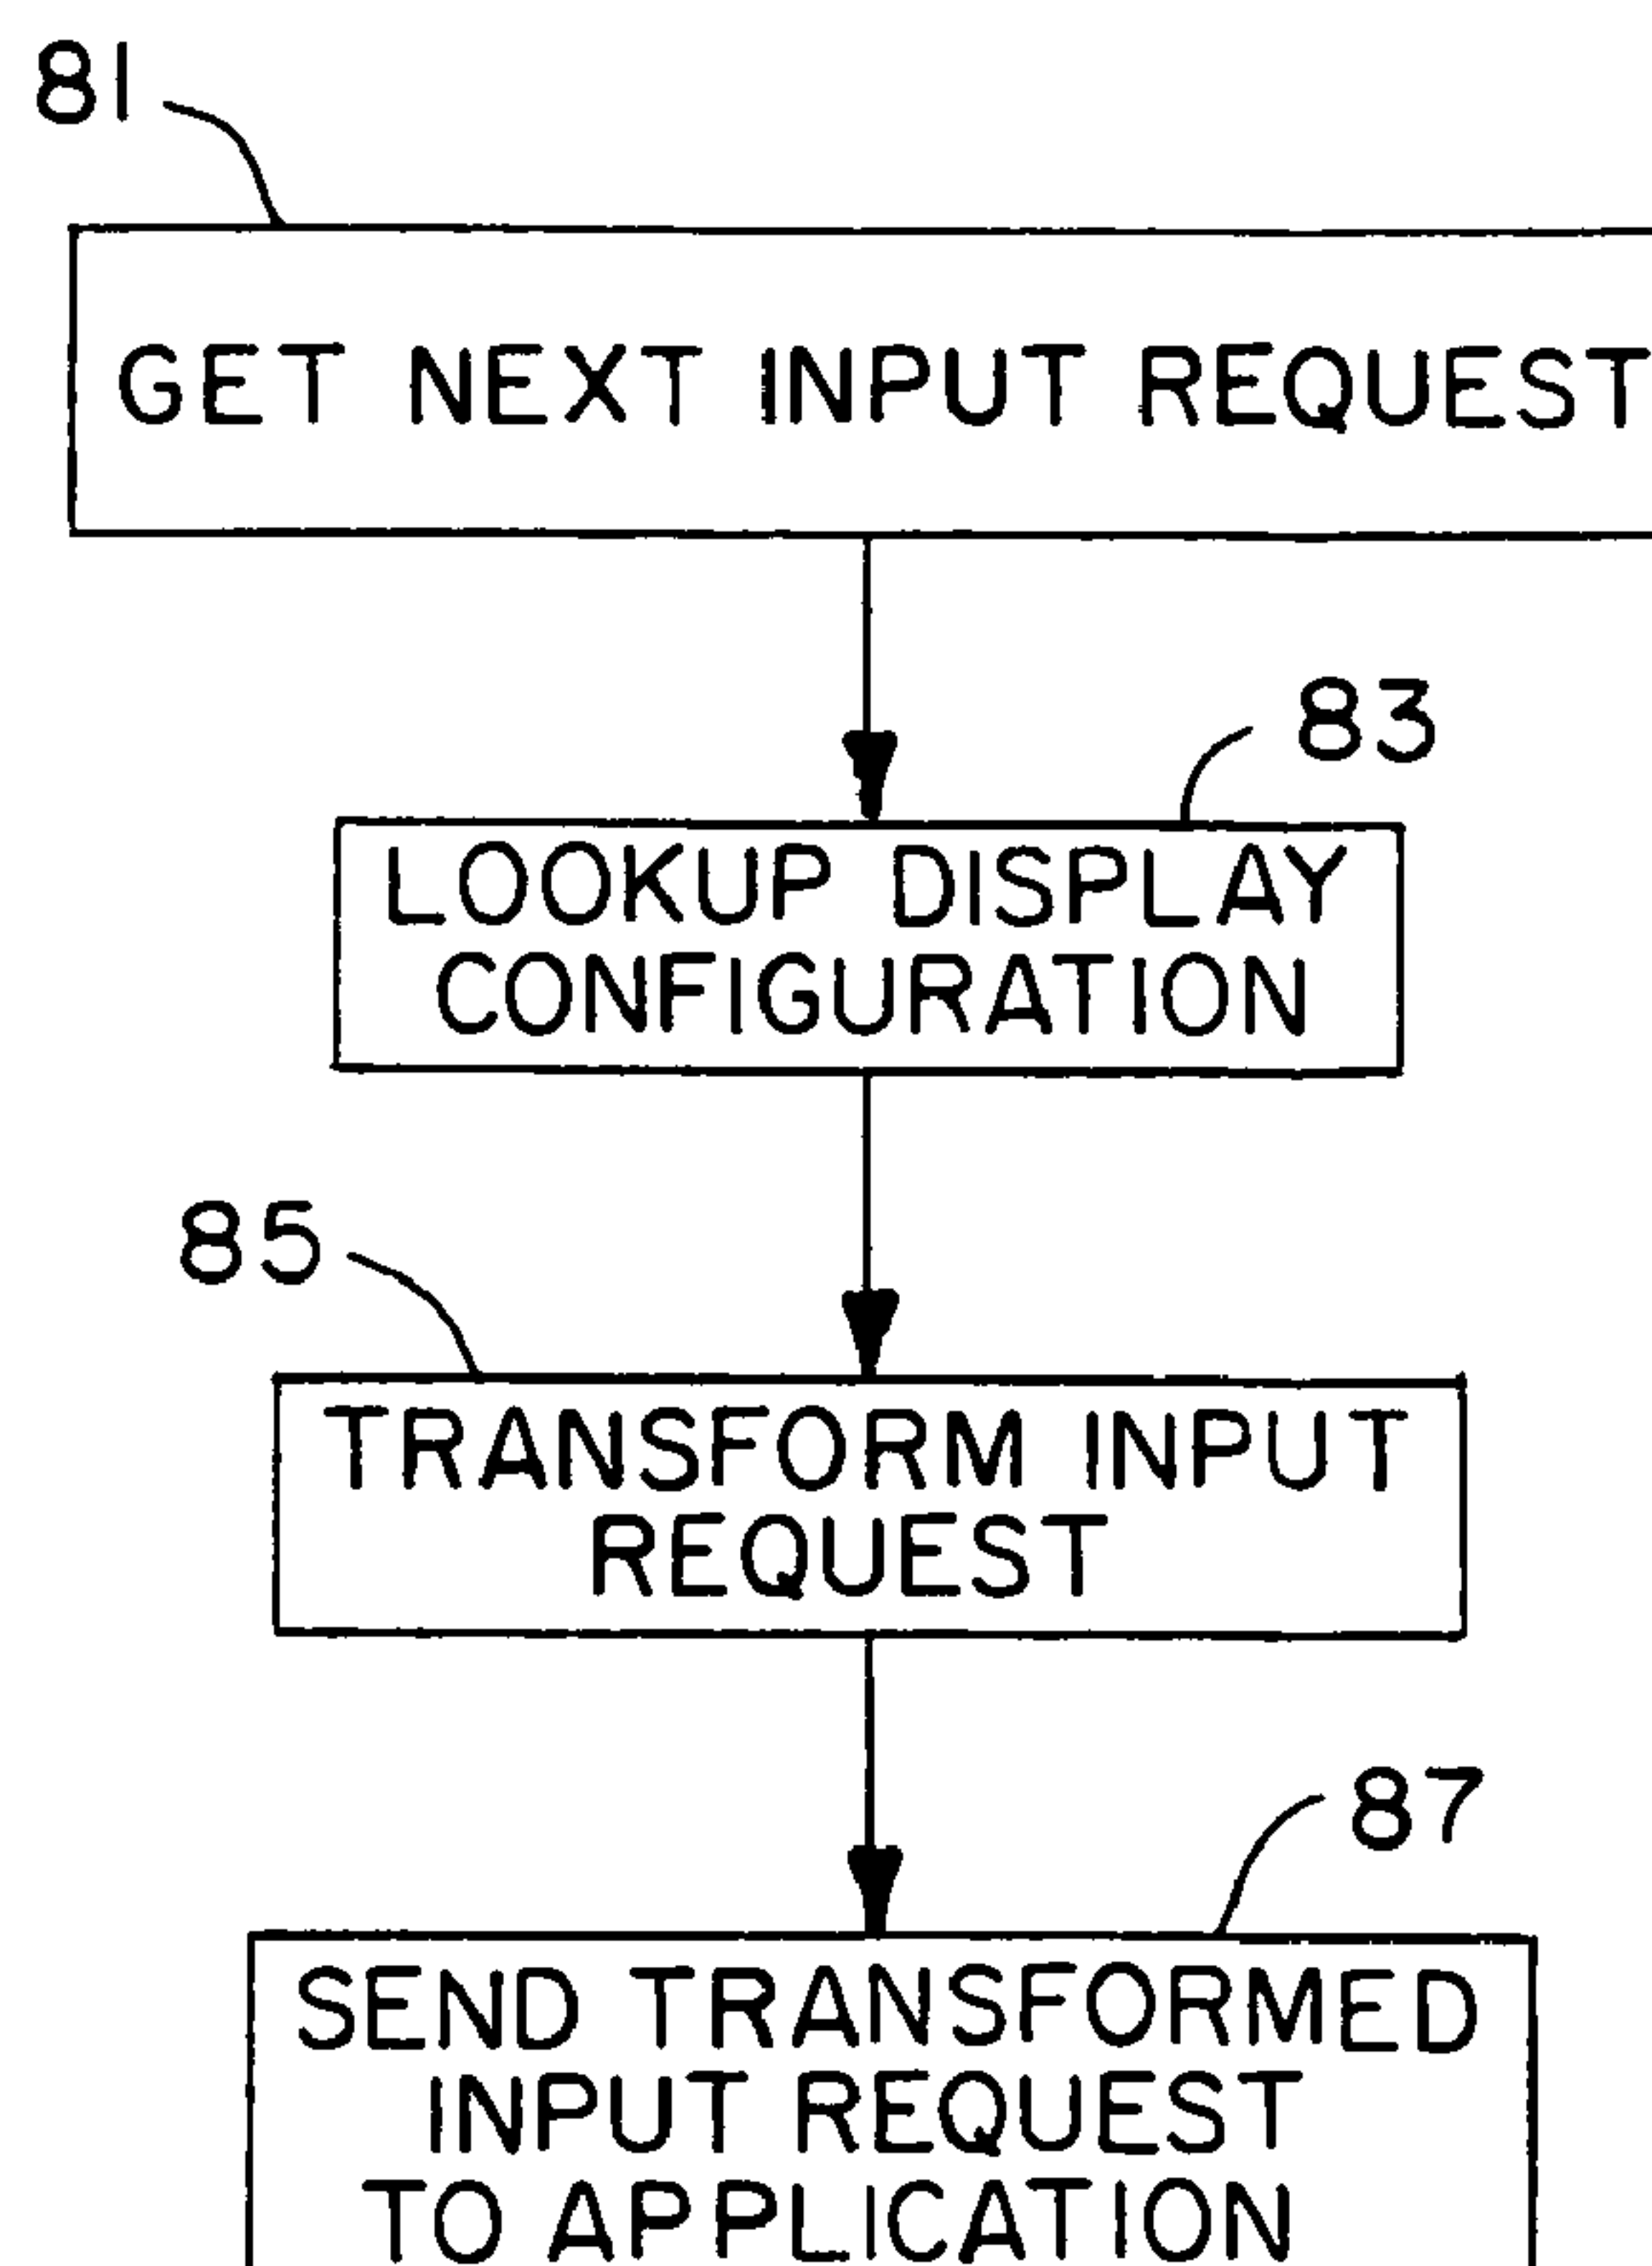 81
GET NEXT INPUT REQUEST
83
LOOKUP DISPLAY
CONFIGURATION
85
TRANSFORM INPUT
REQUEST
87
SEND TRANSFORMED
INPUT REQUEST
TO APPLICATION